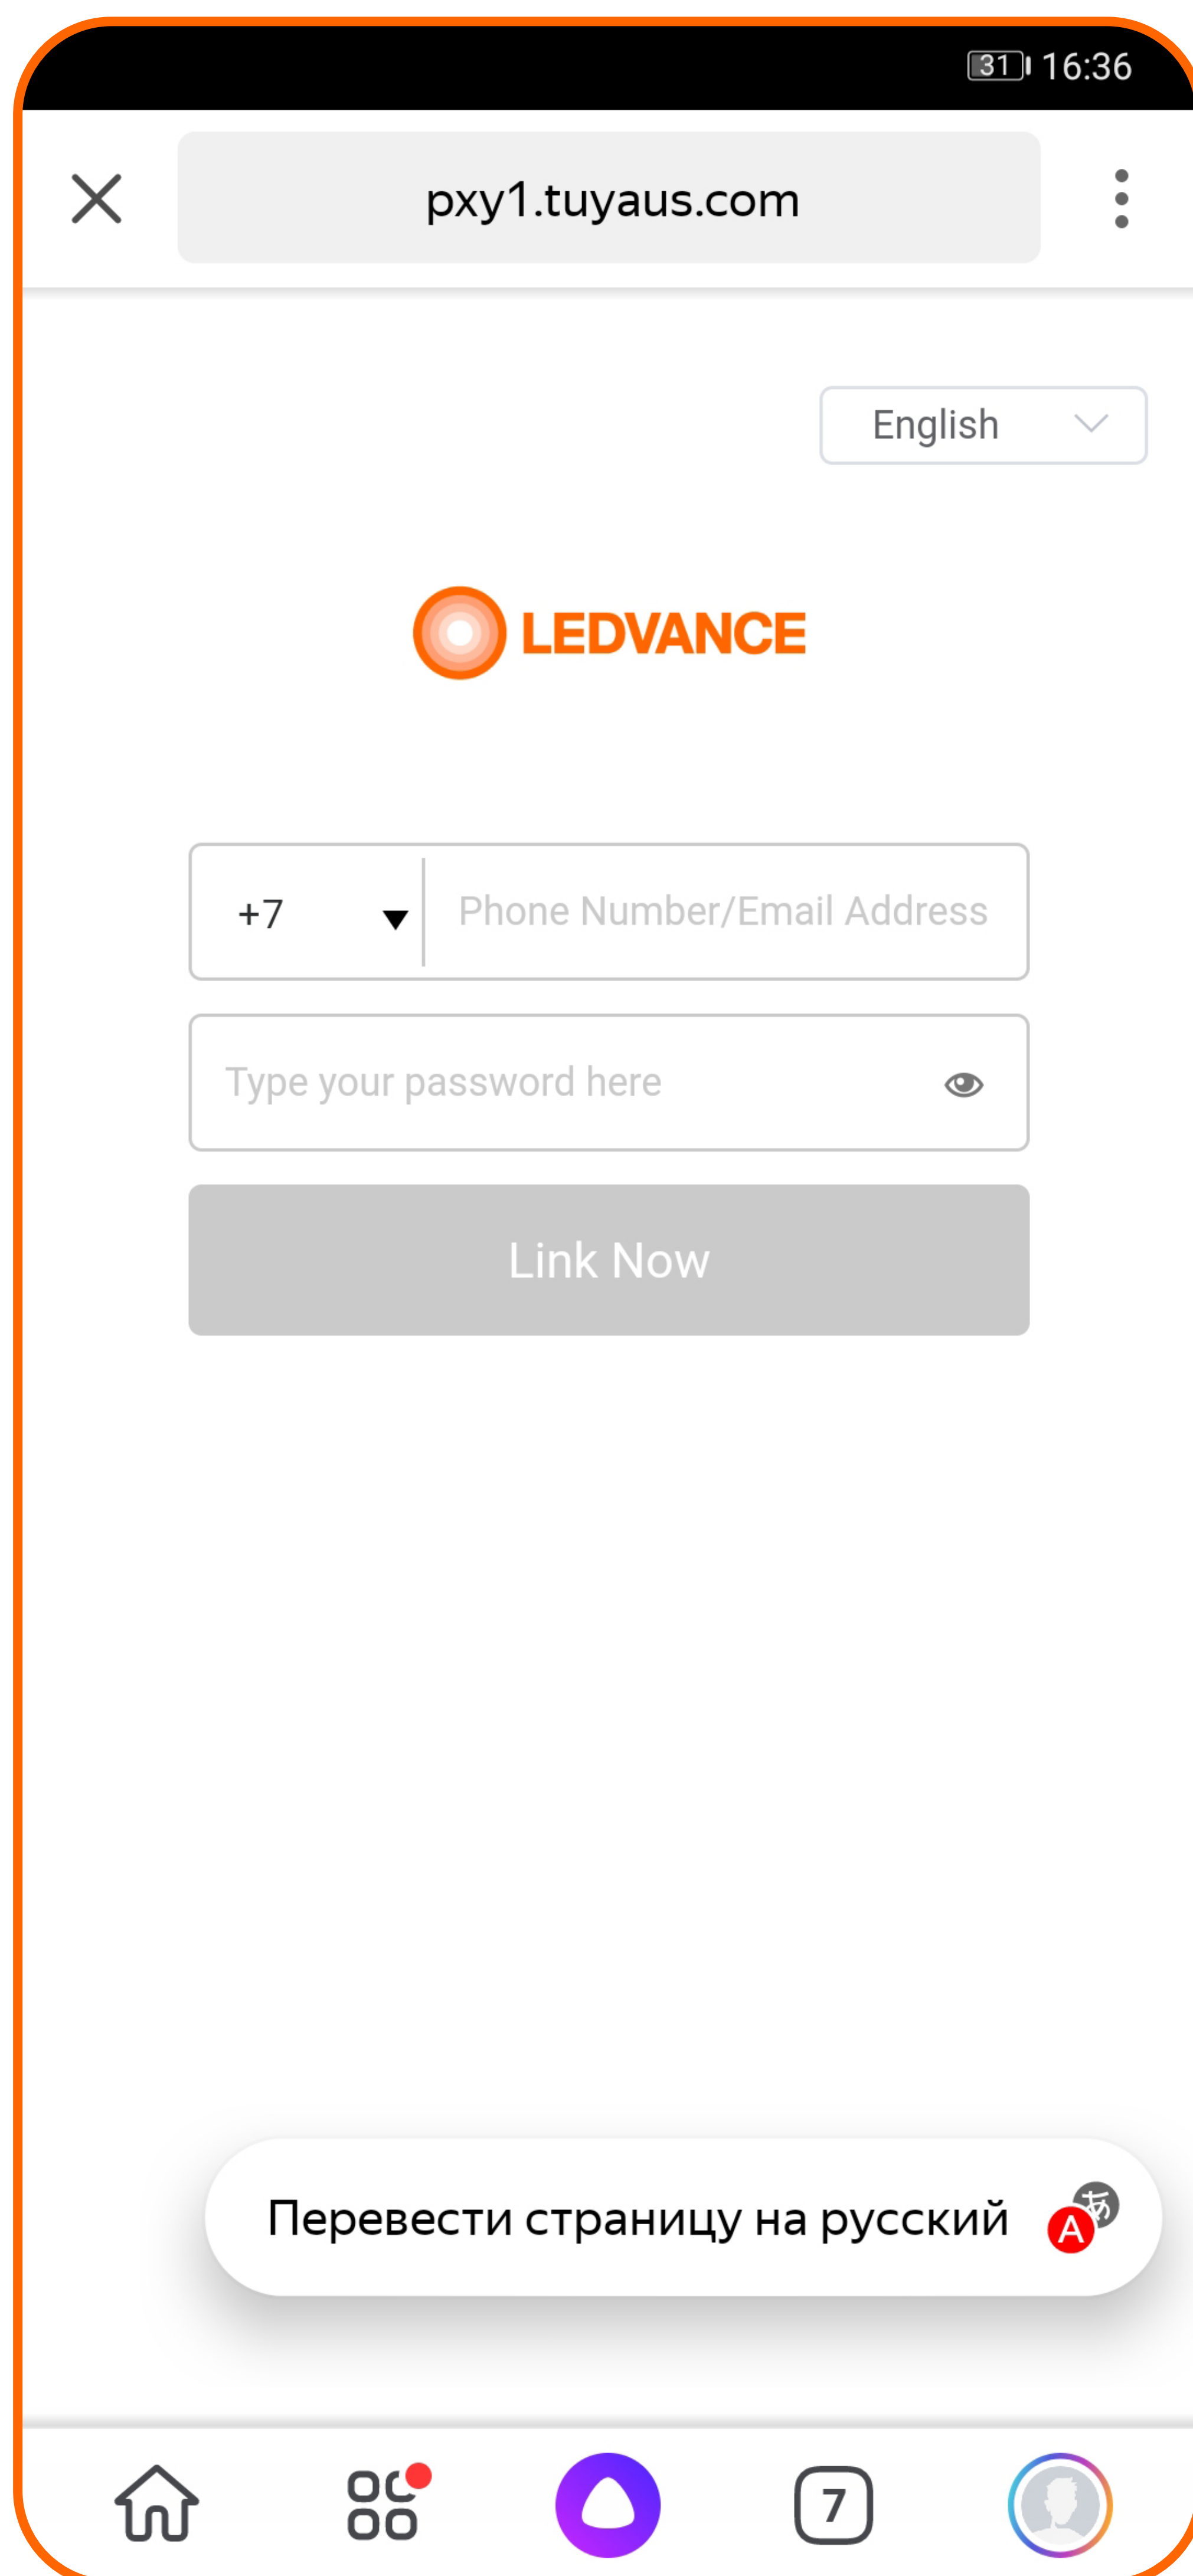 31 16:36
pxy1.tuyaus.com
English
LEDVANCE
+7 Phone Number/Email Address
Type your password here
Link Now
Перевести страницу на русский
あ
A
7